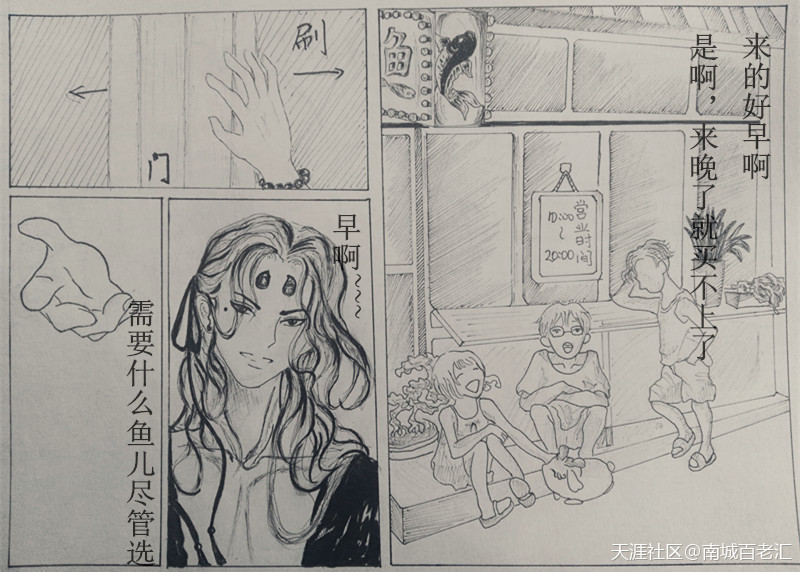 来的好早啊
是啊，来晚了就买不上了
鱼
营业时间
10:00
~
20:00
刷
门
早啊~~~
需要什么鱼儿尽管选
天涯社区@南城百老汇